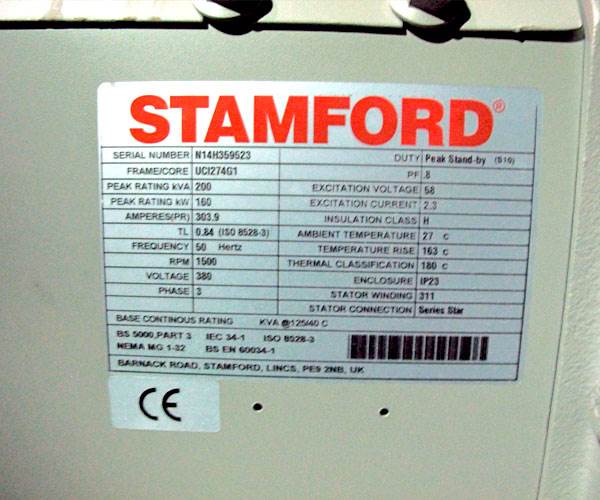 STAMFORD®
SERIAL NUMBER N14H359523
FRAME/CORE UCI274G1
PEAK RATING kVA 200
PEAK RATING kW 160
AMPERES(PR) 303.9
TL 0.84 (ISO 8528-3)
FREQUENCY 50 Hertz
RPM 1500
VOLTAGE 380
PHASE 3
DUTY Peak Stand-by (S10)
PF .8
EXCITATION VOLTAGE 58
EXCITATION CURRENT 2.3
INSULATION CLASS H
AMBIENT TEMPERATURE 27 C
TEMPERATURE RISE 163 C
THERMAL CLASSIFICATION 180 C
ENCLOSURE IP23
STATOR WINDING 311
STATOR CONNECTION Series Star
BASE CONTINOUS RATING KVA @125/40 C
BS 5000,PART 3 IEC 34-1 ISO 8528-3
NEMA MG 1-32 BS EN 60034-1
BARNACK ROAD, STAMFORD, LINCS, PE9 2NB, UK
CE